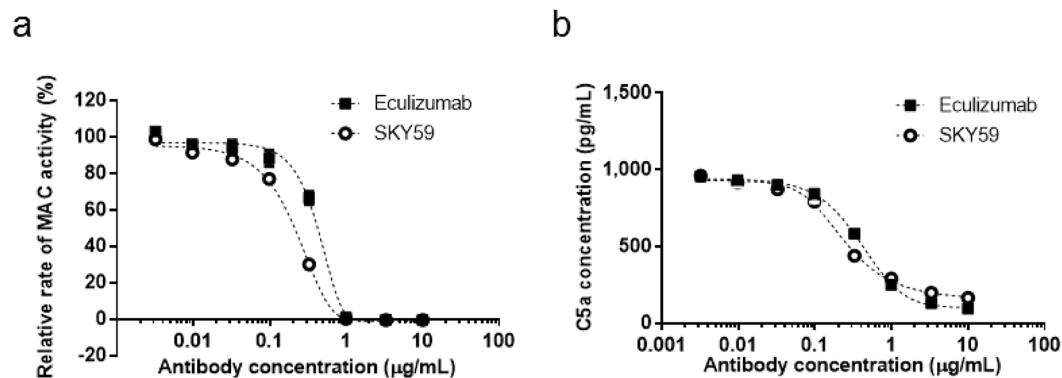 a
Relative rate of MAC activity (%)
120
100
80
60
40
20
0
-20
Eculizumab
SKY59
0.01 0.1 1 10 100
Antibody concentration (μg/mL)
b
C5a concentration (pg/mL)
1,500
1,000
500
0
Eculizumab
SKY59
0.001 0.01 0.1 1 10 100
Antibody concentration (μg/mL)